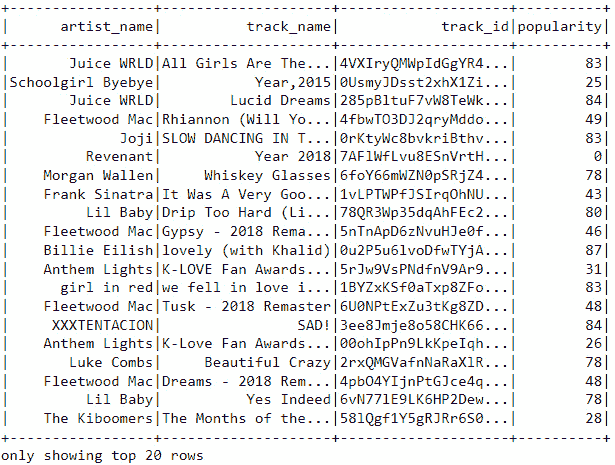 +----------------+--------------------+--------------------+----------+
|     artist_name|          track_name|            track_id|popularity|
+----------------+--------------------+--------------------+----------+
|      Juice WRLD|All Girls Are The...|4VXIryQMWpIdGgYR4...|        83|
|Schoolgirl Byebye|          Year,2015|0UsmyJDsst2xhX1Zi...|        25|
|      Juice WRLD|        Lucid Dreams|285pBltuF7vW8TeWk...|        84|
|   Fleetwood Mac|Rhiannon (Will Yo...|4fbwTO3DJ2qryMddo...|        49|
|            Joji|SLOW DANCING IN T...|0rKtyWc8bvkriBthv...|        83|
|        Revenant|           Year 2018|7AFlWfLvu8ESnVrtH...|         0|
|   Morgan Wallen|     Whiskey Glasses|6foY66mWZN0pSRjZ4...|        78|
|   Frank Sinatra|It Was A Very Goo...|1vLPTWPfJSIrqOhNU...|        43|
|        Lil Baby|Drip Too Hard (Li...|78QR3Wp35dqAhFEc2...|        80|
|   Fleetwood Mac|Gypsy - 2018 Rema...|5nTnApD6zNvuHJe0f...|        46|
|   Billie Eilish|lovely (with Khalid)|0u2P5u6lvoDfwTYjA...|        87|
|   Anthem Lights|K-LOVE Fan Awards...|5rJw9VsPNdfnV9Ar9...|        31|
|     girl in red|we fell in love i...|1BYZxKSf0aTxp8ZFo...|        83|
|   Fleetwood Mac|Tusk - 2018 Remaster|6U0NPtExZu3tKg8ZD...|        48|
|    XXXTENTACION|                SAD!|3ee8Jmje8o58CHK66...|        84|
|   Anthem Lights|K-Love Fan Awards...|00ohIpPn9LkKpeIqh...|        26|
|      Luke Combs|     Beautiful Crazy|2rxQMGVafnNaRaXlR...|        78|
|   Fleetwood Mac|Dreams - 2018 Rem...|4pbO4YIjnPtGJce4q...|        48|
|        Lil Baby|          Yes Indeed|6vN77lE9LK6HP2Dew...|        78|
|    The Kiboomers|The Months of the...|58lQgf1Y5gRJRr6S0...|        28|
+----------------+--------------------+--------------------+----------+
only showing top 20 rows